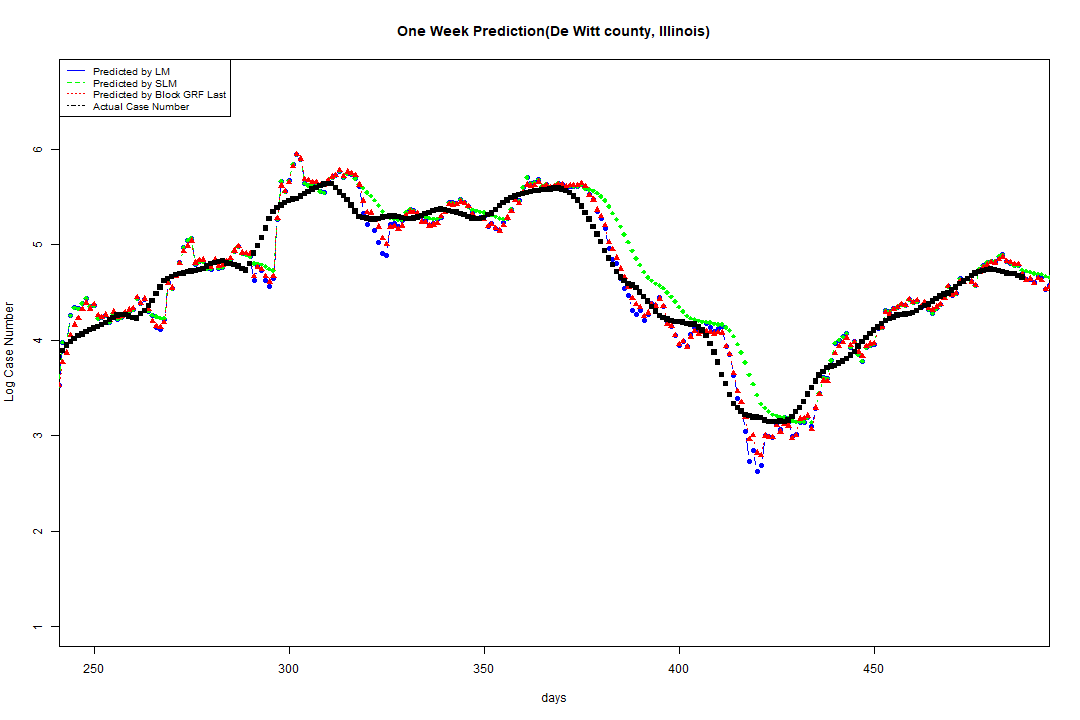 One Week Prediction(De Witt county, Illinois)
Predicted by LM
Predicted by SLM
Predicted by Block GRF Last
Actual Case Number
6
5
4
3
2
1
Log Case Number
250 300 350 400 450
days